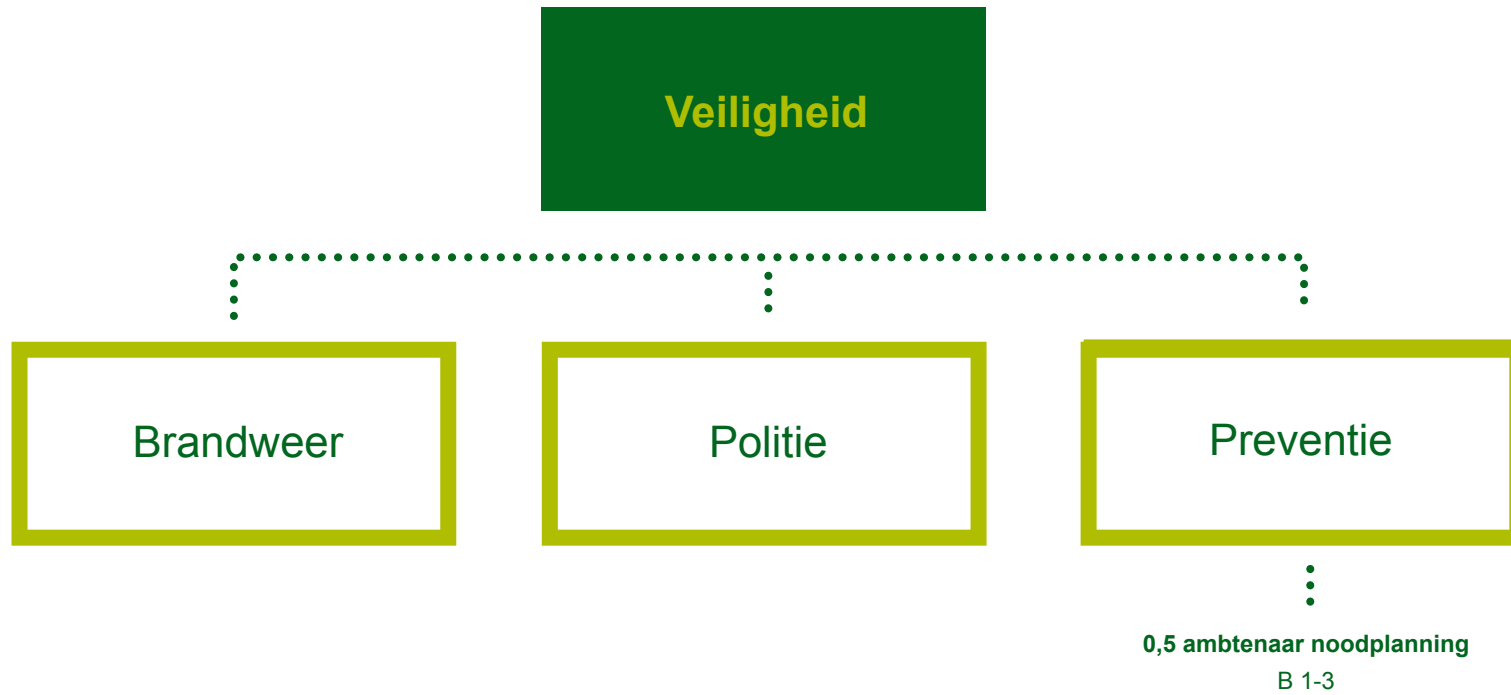 Veiligheid
Brandweer
Politie
Preventie
0,5 ambtenaar noodplanning
B 1-3